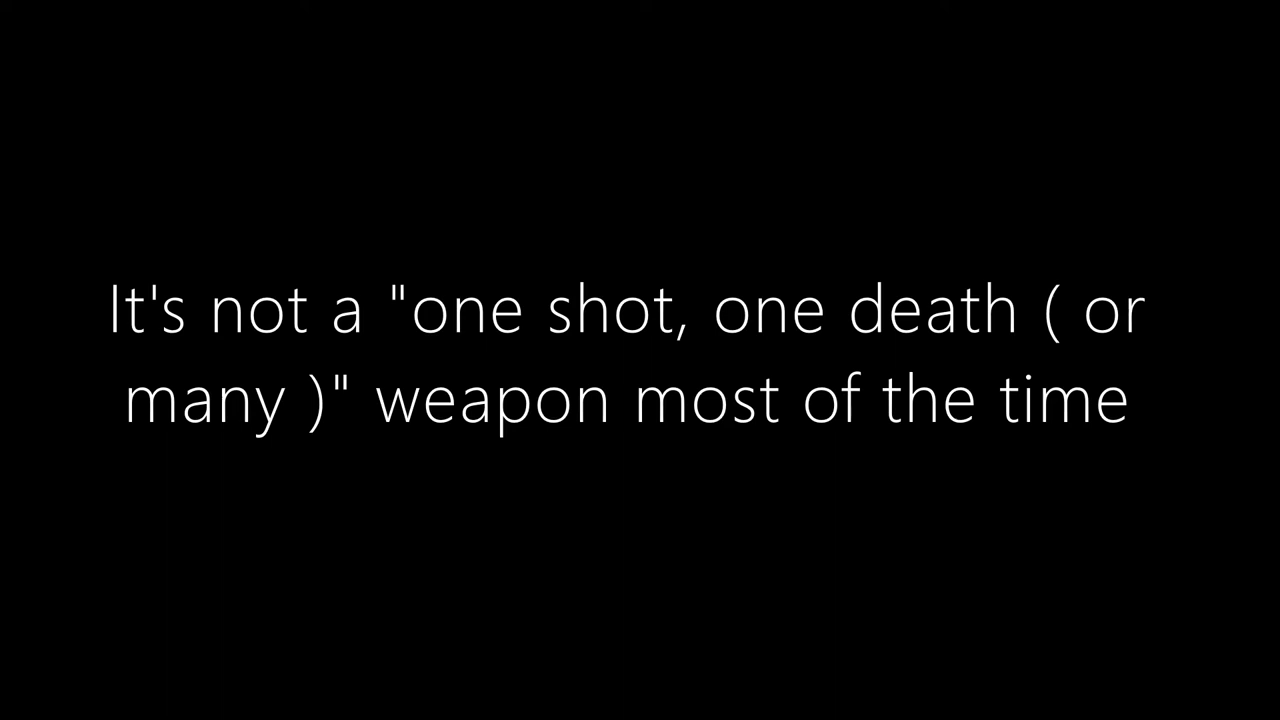 It's not a "one shot, one death ( or
many )" weapon most of the time